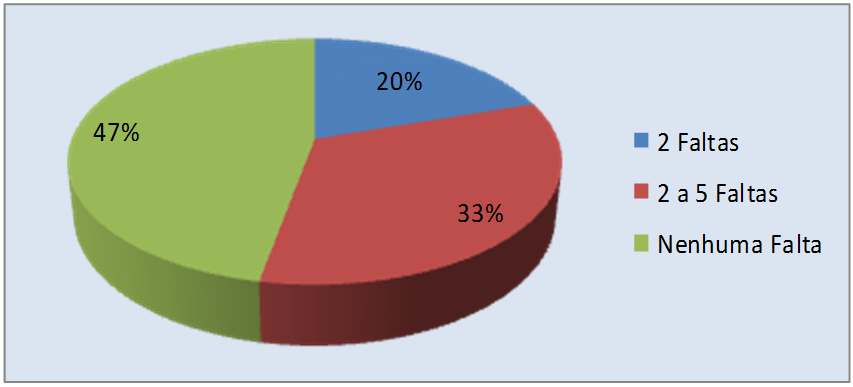 20%
47%
33%
2 Faltas
2 a 5 Faltas
Nenhuma Falta